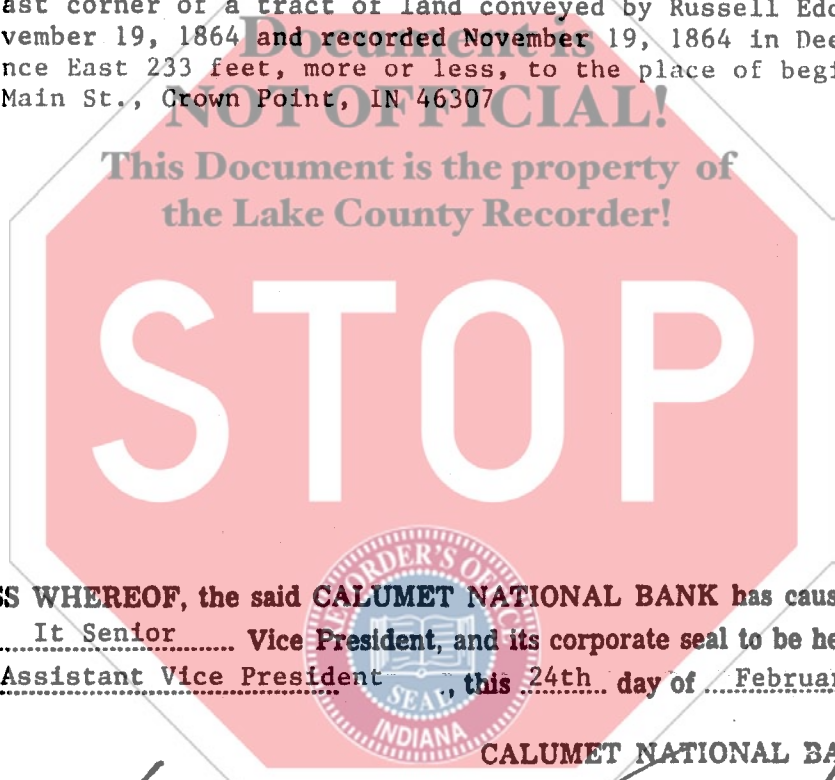 ast corner of a tract of land conveyed by Russell Edd
vember 19, 1864 and recorded November 19, 1864 in Dee
Document is
nce East 233 feet, more or less, to the place of begi
Main St., Crown Point, IN 46307
NOT OFFICIAL!
This Document is the property of
the Lake County Recorder!
STOP
RECORDER'S OFFIC
SS WHEREOF, the said CALUMET NATIONAL BANK has caus
It Senior Vice President, and its corporate seal to be he
Assistant Vice President , this 24th day of Februar
SEAL
INDIANA
CALUMET NATIONAL BA